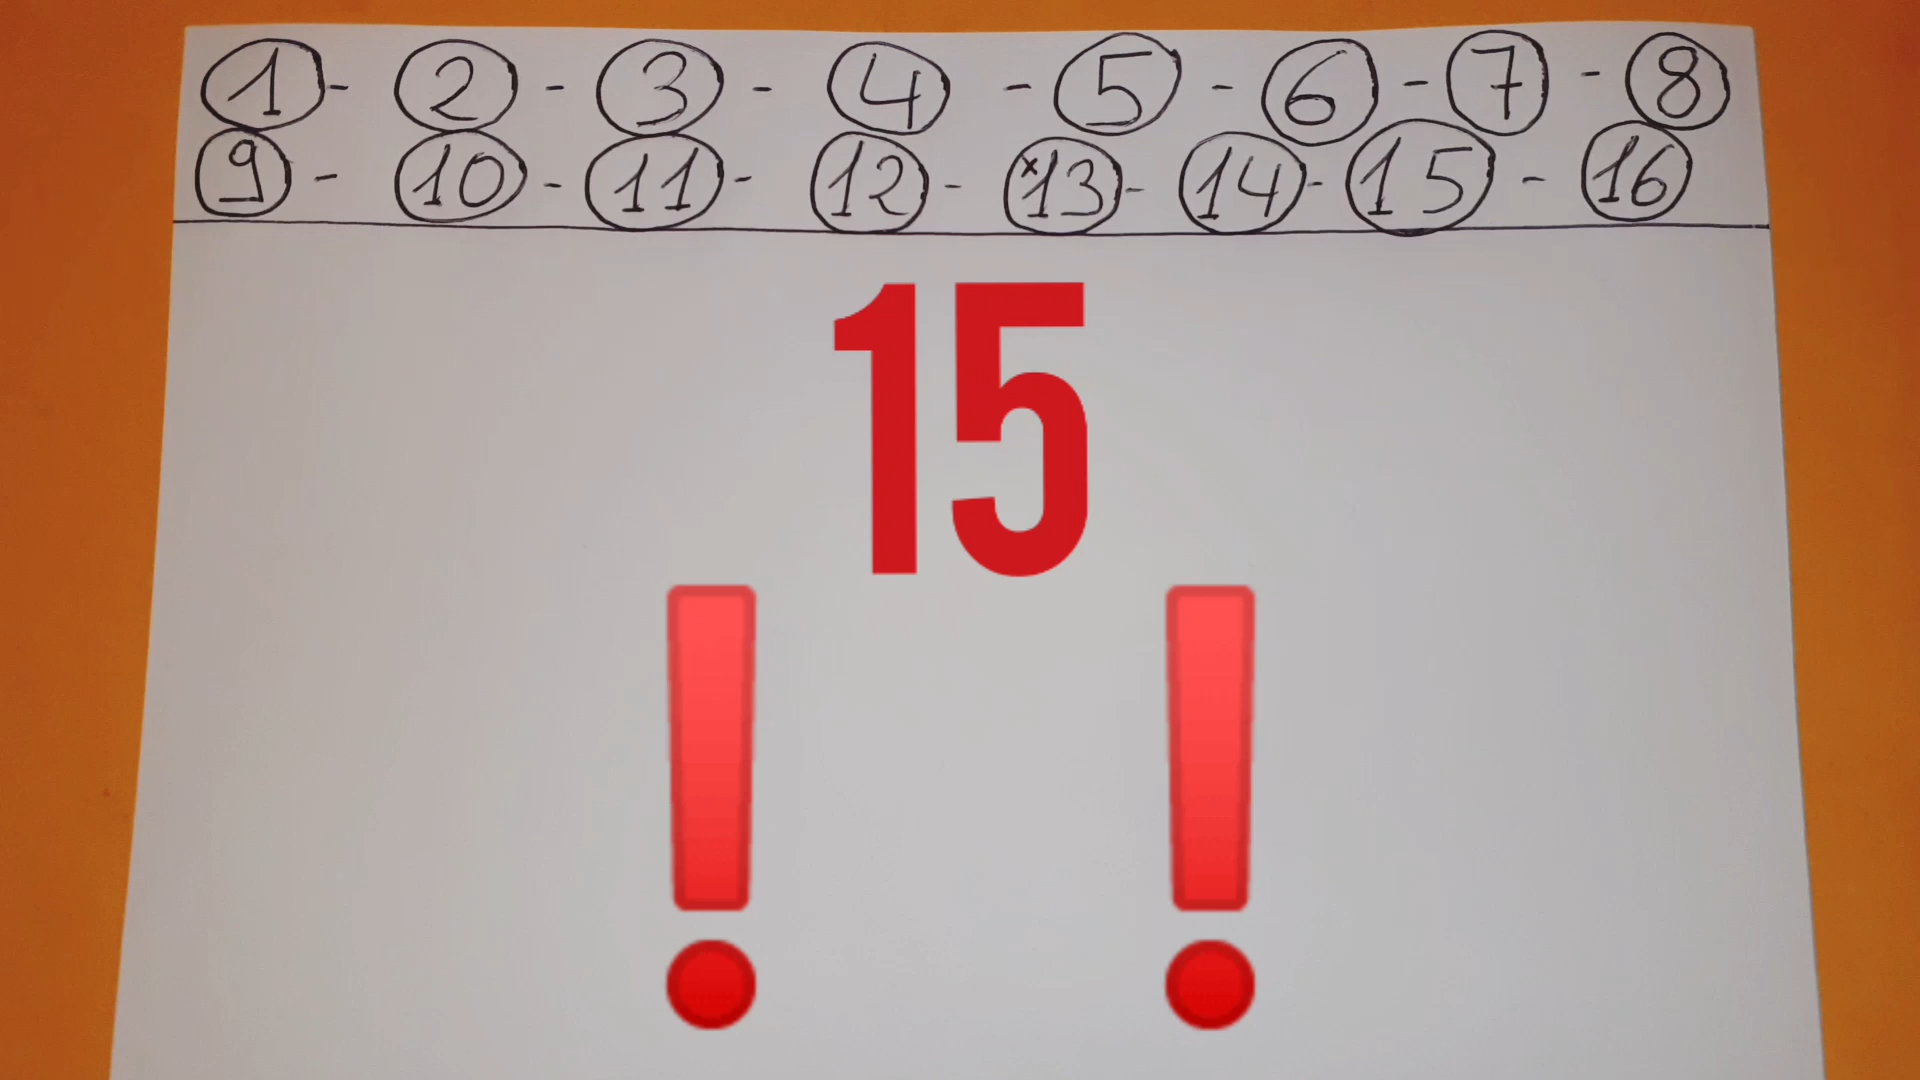 1 - 2 - 3 - 4 - 5 - 6 - 7 - 8
9 - 10 - 11 - 12 - ×13 - 14 - 15 - 16
15
❗ ❗